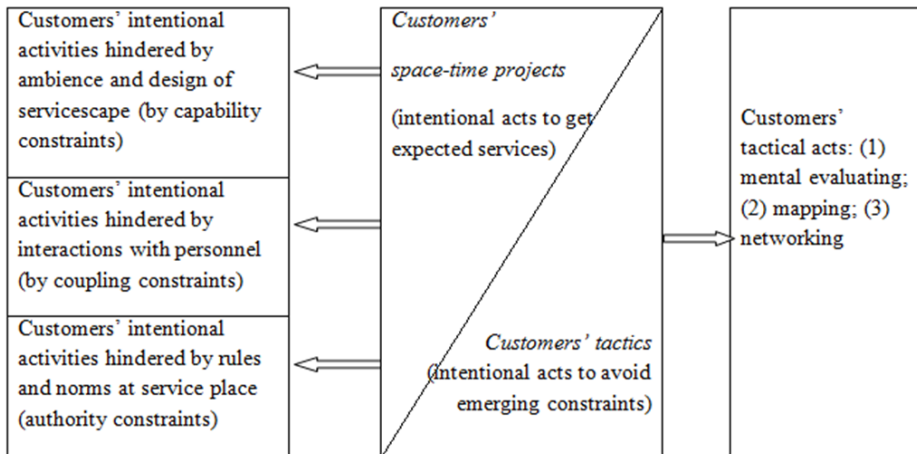 Customers’ intentional
activities hindered by
ambience and design of
servicescape (by capability
constraints)
Customers’ intentional
activities hindered by
interactions with personnel
(by coupling constraints)
Customers’ intentional
activities hindered by rules
and norms at service place
(authority constraints)
Customers’
space-time projects
(intentional acts to get
expected services)
Customers’ tactics
(intentional acts to avoid
emerging constraints)
Customers’
tactical acts: (1)
mental evaluating;
(2) mapping; (3)
networking